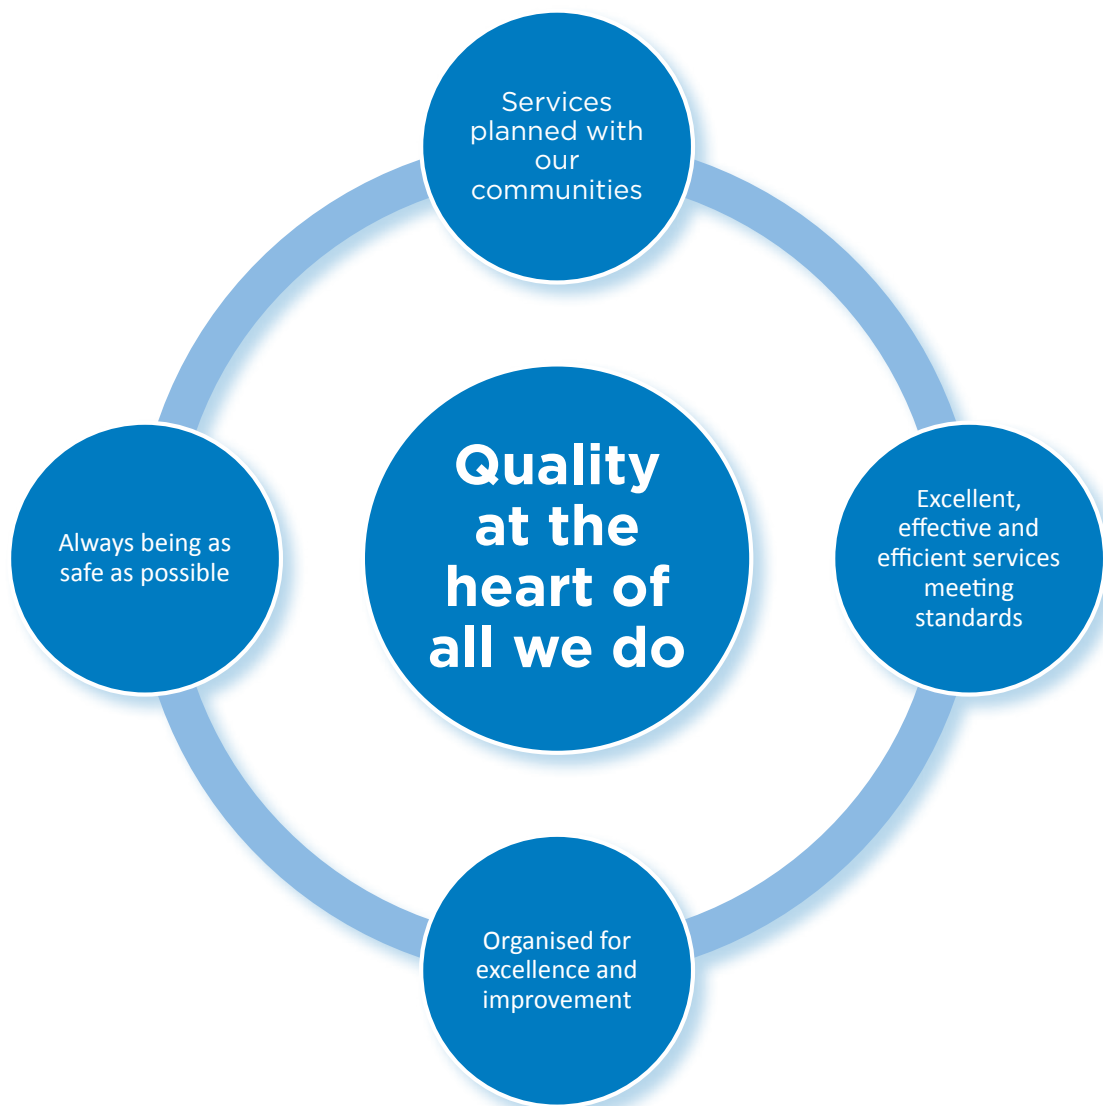 Services
planned with
our
communities
Quality
at the
heart of
all we do
Excellent,
effective and
efficient services
meeting
standards
Always being as
safe as possible
Organised for
excellence and
improvement